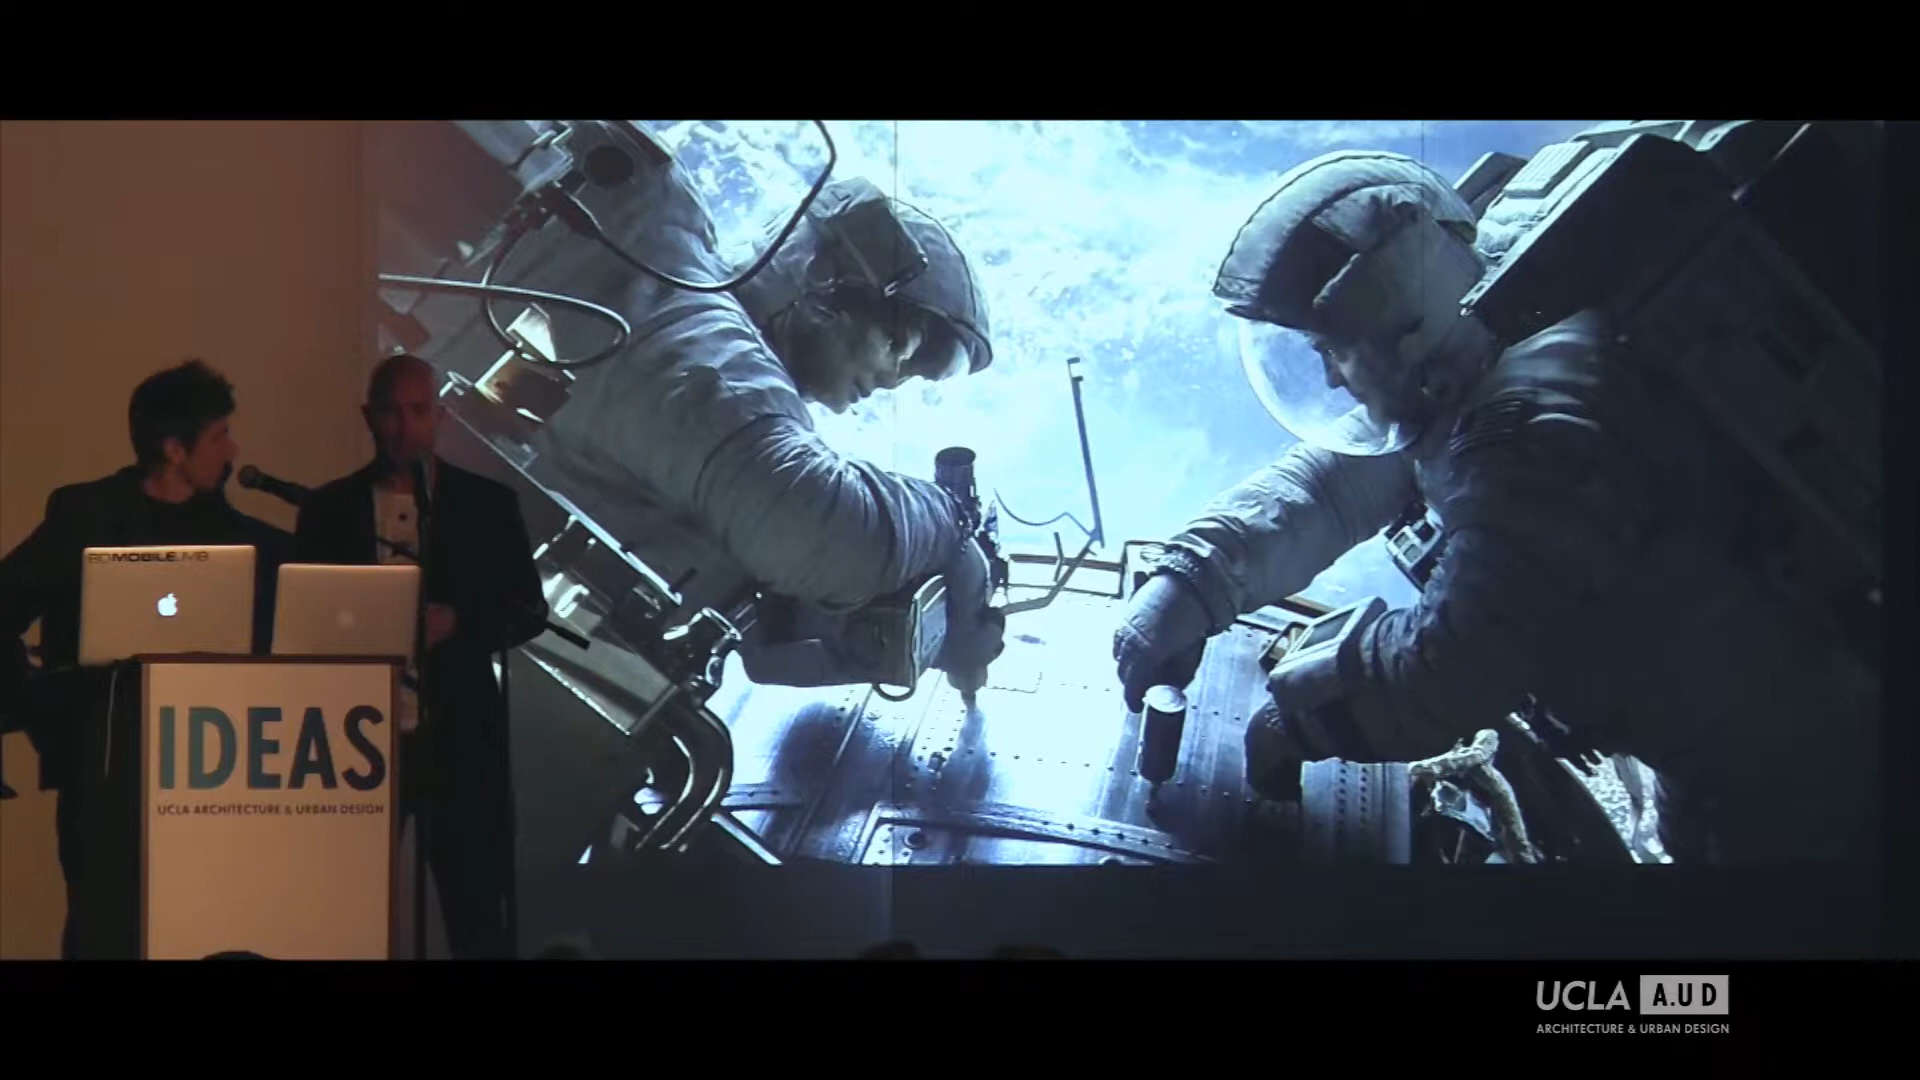 IDEAS
UCLA ARCHITECTURE & URBAN DESIGN
UCLA A.UD
ARCHITECTURE & URBAN DESIGN